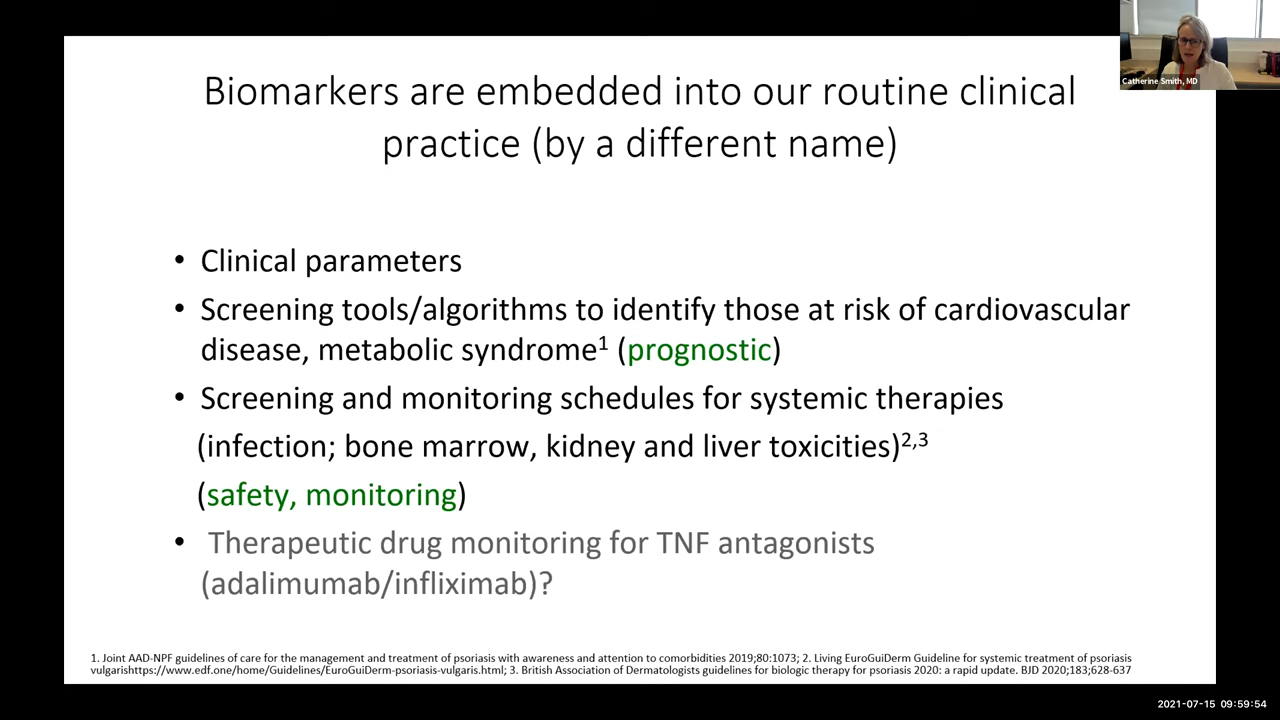 Catherine Smith, MD
Biomarkers are embedded into our routine clinical
practice (by a different name)
• Clinical parameters
• Screening tools/algorithms to identify those at risk of cardiovascular
disease, metabolic syndrome¹ (prognostic)
• Screening and monitoring schedules for systemic therapies
(infection; bone marrow, kidney and liver toxicities)²,³
(safety, monitoring)
• Therapeutic drug monitoring for TNF antagonists
(adalimumab/infliximab)?
1. Joint AAD-NPF guidelines of care for the management and treatment of psoriasis with awareness and attention to comorbidities 2019;80:1073; 2. Living EuroGuiDerm Guideline for systemic treatment of psoriasis
vulgarishttps://www.edf.one/home/Guidelines/EuroGuiDerm-psoriasis-vulgaris.html; 3. British Association of Dermatologists guidelines for biologic therapy for psoriasis 2020: a rapid update. BJD 2020;183;628-637
2021-07-15 09:59:54